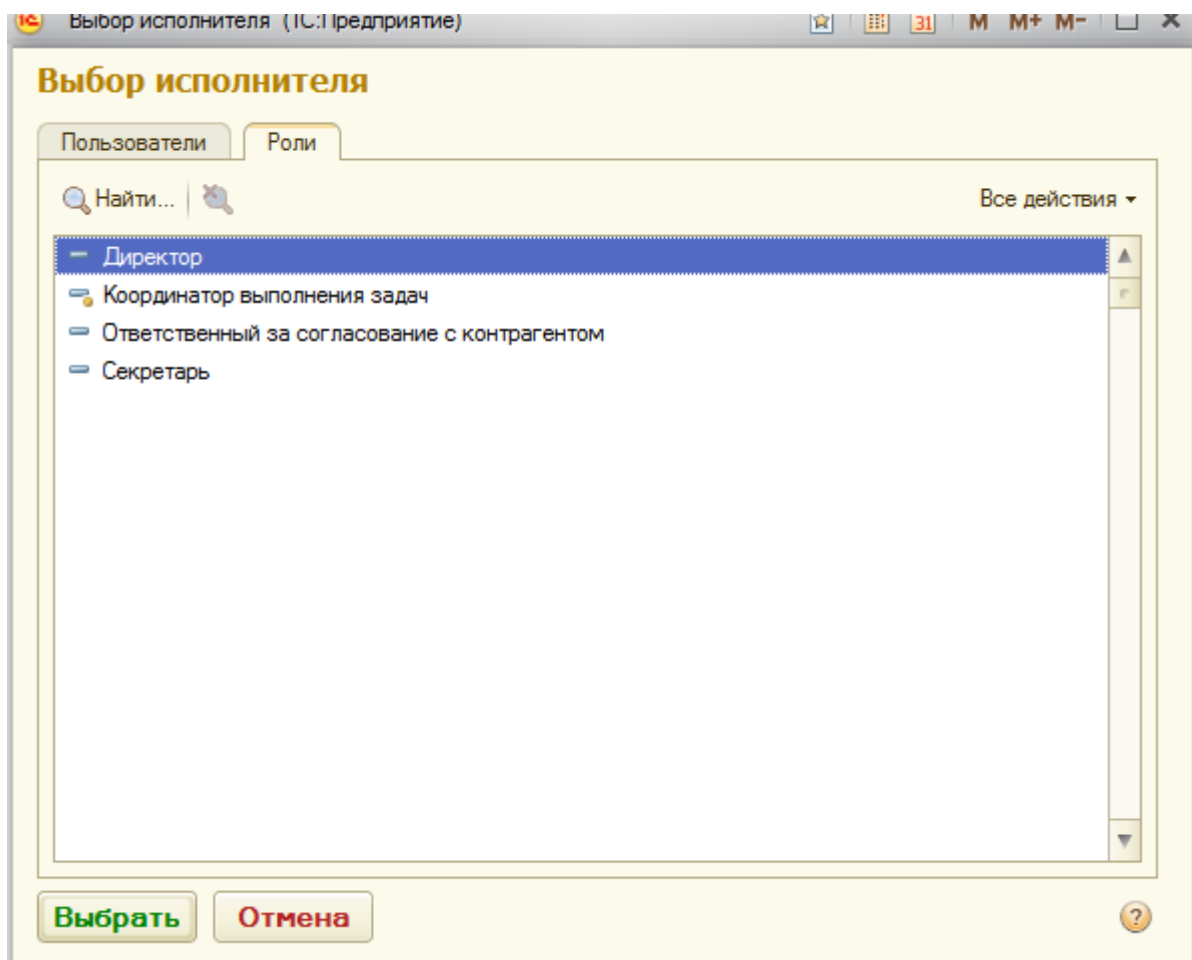 Выбор исполнителя (1С:Предприятие)
31 M M+ M-
Выбор исполнителя
Пользователи Роли
Найти... Все действия
Директор
Координатор выполнения задач
Ответственный за согласование с контрагентом
Секретарь
Выбрать Отмена ?